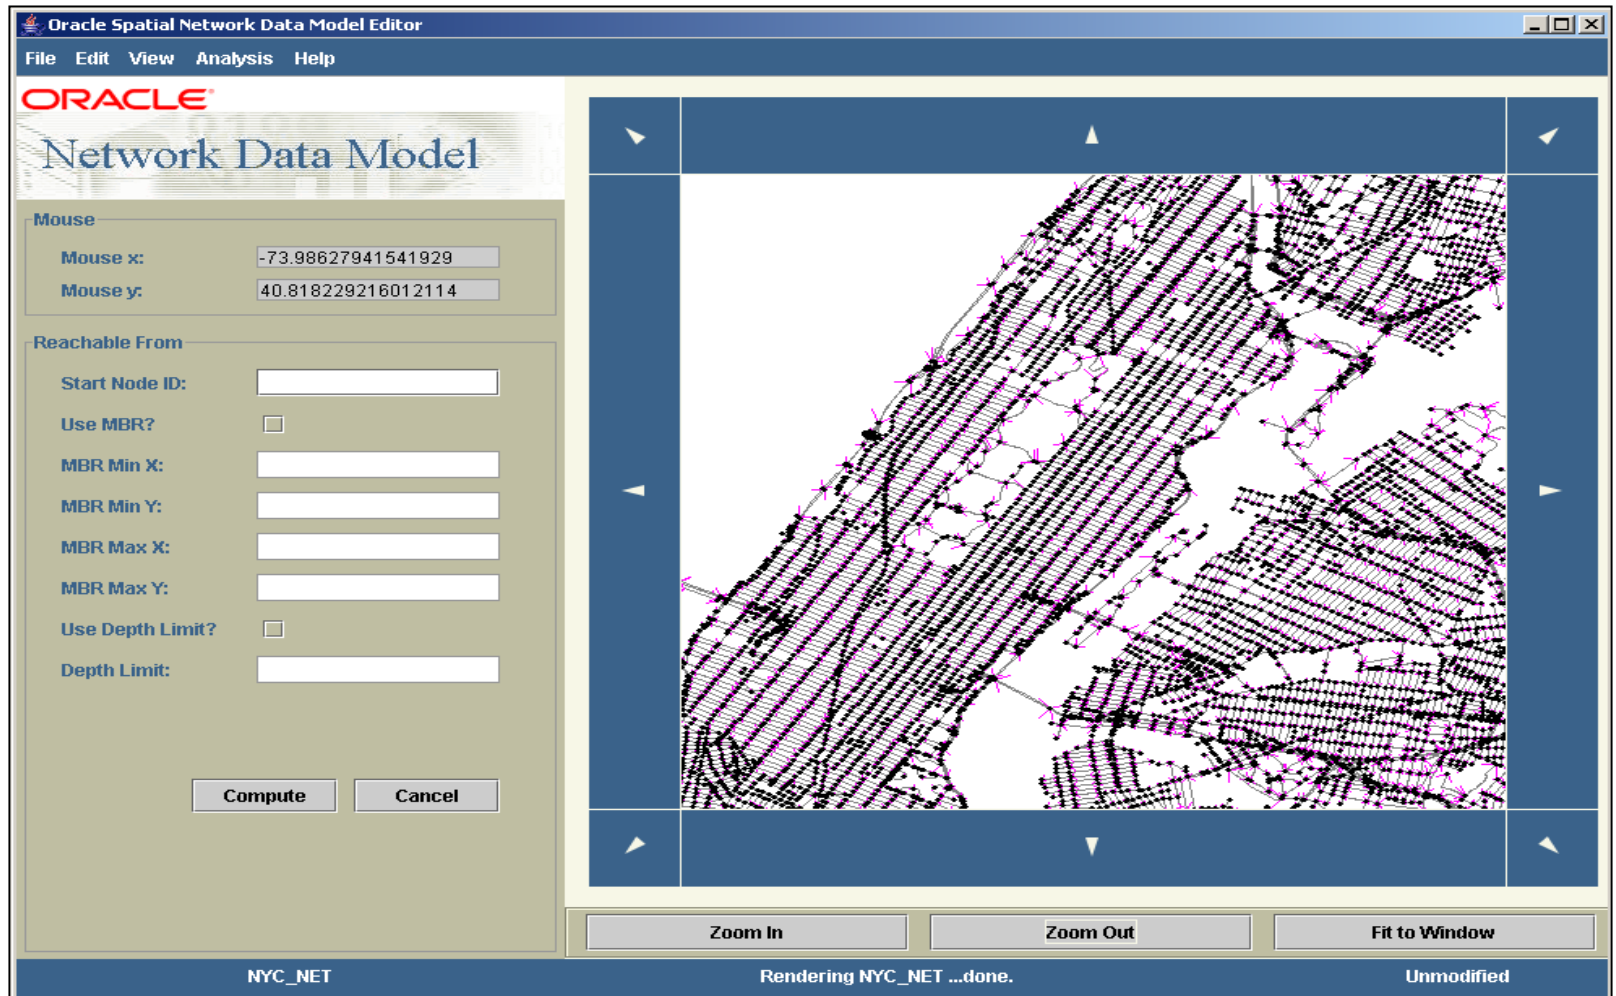 Oracle Spatial Network Data Model Editor
File Edit View Analysis Help
ORACLE
Network Data Model
Mouse
Mouse x: -73.98627941541929
Mouse y: 40.818229216012114
Reachable From
Start Node ID:
Use MBR?
MBR Min X:
MBR Min Y:
MBR Max X:
MBR Max Y:
Use Depth Limit?
Depth Limit:
Compute Cancel
Zoom In Zoom Out Fit to Window
NYC_NET Rendering NYC_NET ...done. Unmodified